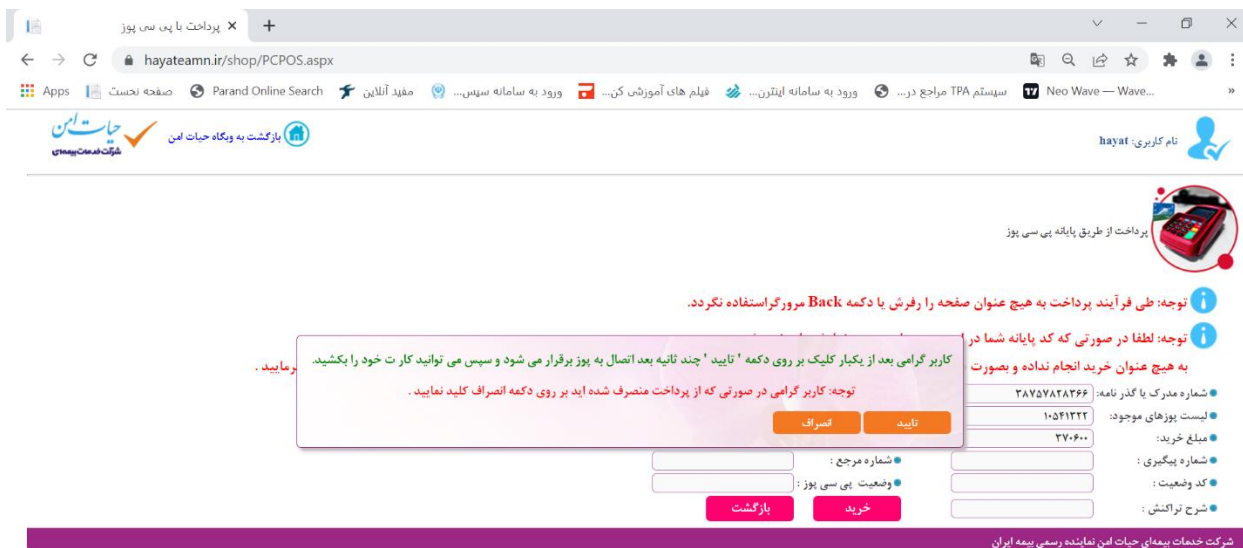 پرداخت با پی سی پوز
hayateamn.ir/shop/PCPOS.aspx
Apps صفحه نخست Parand Online Search مفید آنلاین ورود به سامانه سپس... فیلم های آموزشی کن... ورود به سامانه اینترن... سیستم TPA مراجع در... Neo Wave — Wave... »
حیات امن
شرکت خدمات بیمه‌ای
بازگشت به وبگاه حیات امن
نام کاربری: hayat
پرداخت از طریق پایانه پی سی پوز
توجه: طی فرآیند پرداخت به هیچ عنوان صفحه را رفرش یا دکمه Back مرورگراستفاده نگردد.
توجه: لطفا در صورتی که کد پایانه شما در
به هیچ عنوان خرید انجام نداده و بصورت
کاربر گرامی بعد از یکبار کلیک بر روی دکمه ' تایید ' چند ثانیه بعد اتصال به پوز برقرار می شود و سپس می توانید کار ت خود را بکشید.
توجه: کاربر گرامی در صورتی که از پرداخت منصرف شده اید بر روی دکمه انصراف کلید نمایید .
تایید
انصراف
شماره مدرک یا گذر نامه: ۳۸۷۵۷۸۲۸۳۶۶
لیست پوزهای موجود: ۱۰۵۴۱۳۲۲
مبلغ خرید: ۳۷۰۶۰۰
شماره پیگیری :
شماره مرجع :
کد وضعیت :
وضعیت پی سی پوز :
شرح تراکنش :
خرید
بازگشت
شرکت خدمات بیمه‌ای حیات امن نماینده رسمی بیمه ایران